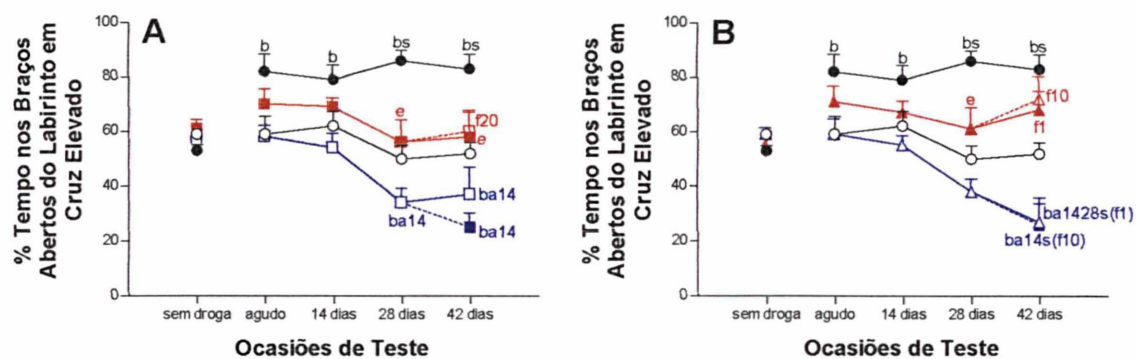 A
% Tempo nos Braços
Abertos do Labirinto em
Cruz Elevado
100
80
60
40
20
0
b
b
bs
bs
e
f20
e
ba14
ba14
ba14
sem droga
agudo
14 dias
28 dias
42 dias
Ocasiões de Teste
B
% Tempo nos Braços
Abertos do Labirinto em
Cruz Elevado
100
80
60
40
20
0
b
b
bs
bs
e
f10
f1
ba1428s(f1)
ba14s(f10)
sem droga
agudo
14 dias
28 dias
42 dias
Ocasiões de Teste